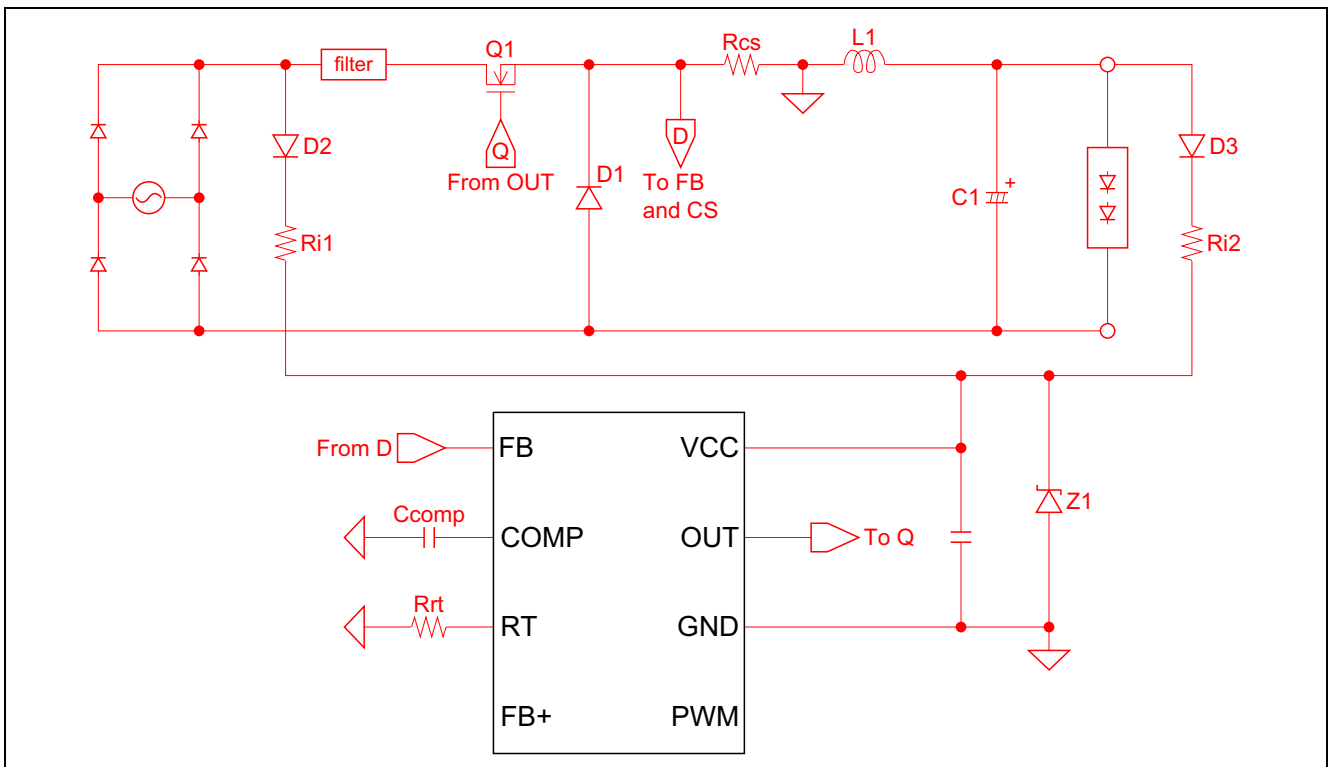 Q1
Rcs
L1
filter
D2
Q
From OUT
D1
D
To FB
and CS
C1
+
D3
Ri1
Ri2
From D
FB
VCC
Ccomp
COMP
OUT
To Q
Z1
Rrt
RT
GND
FB+
PWM